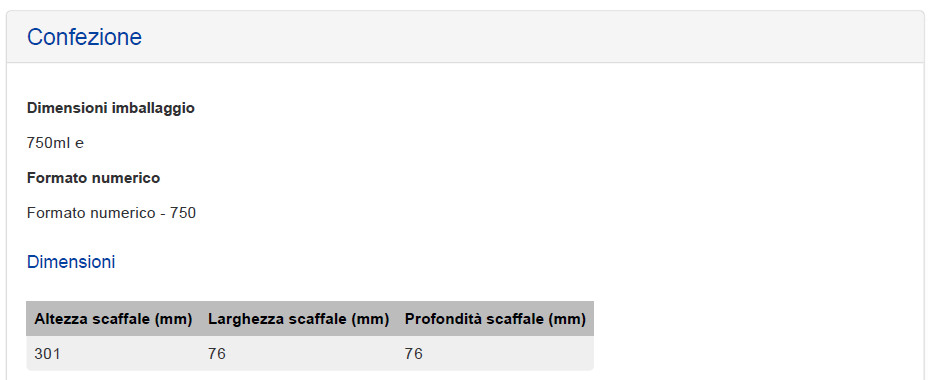 Confezione
Dimensioni imballaggio
750ml e
Formato numerico
Formato numerico - 750
Dimensioni
Altezza scaffale (mm) Larghezza scaffale (mm) Profondità scaffale (mm)
301 76 76